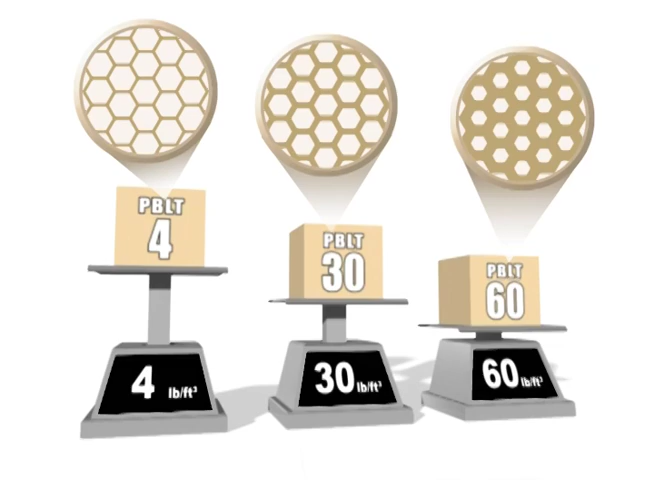 PBLT
4
4 lb/ft³
PBLT
30
30 lb/ft³
PBLT
60
60 lb/ft³